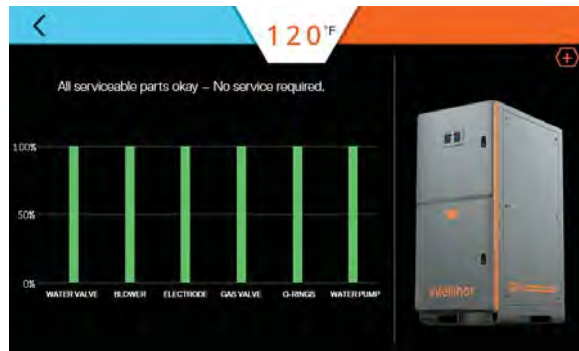 120°F
All serviceable parts okay – No service required.
100%
50%
0%
WATER VALVE BLOWER ELECTRODE GAS VALVE O-RINGS WATER PUMP
intellihot